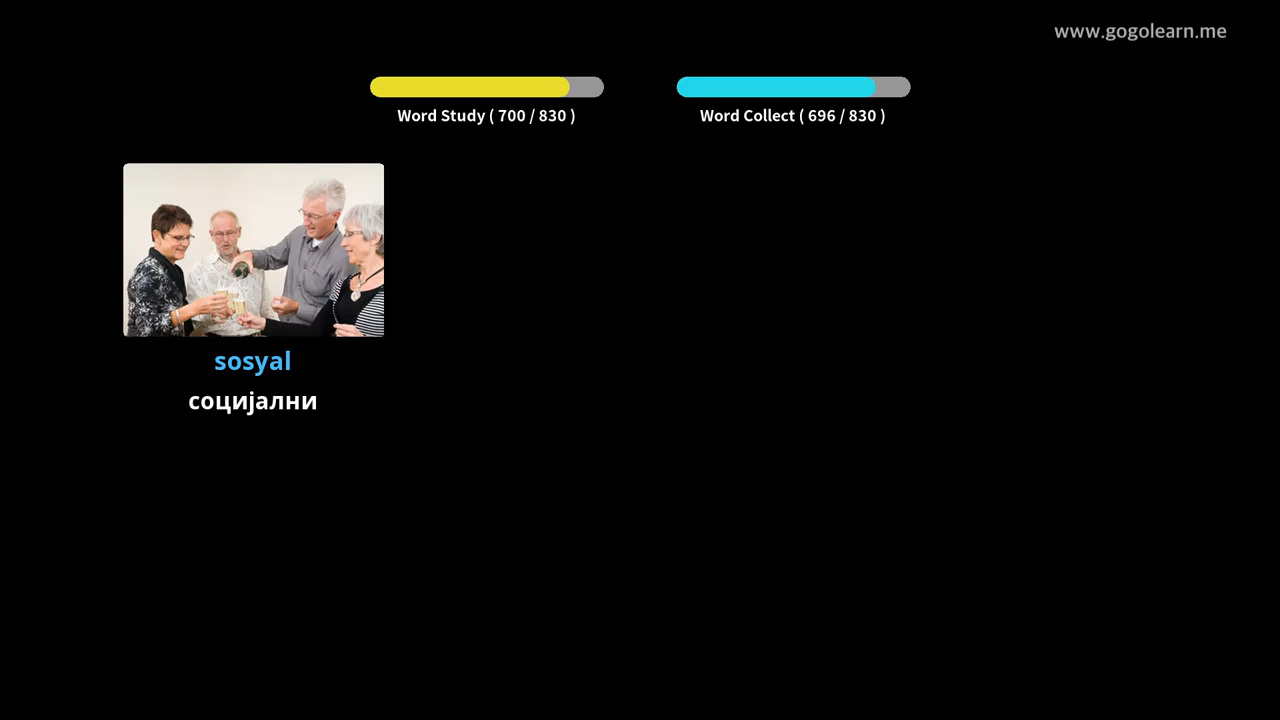 www.gogolearn.me
Word Study ( 700 / 830 )
Word Collect ( 696 / 830 )
sosyal
социјални